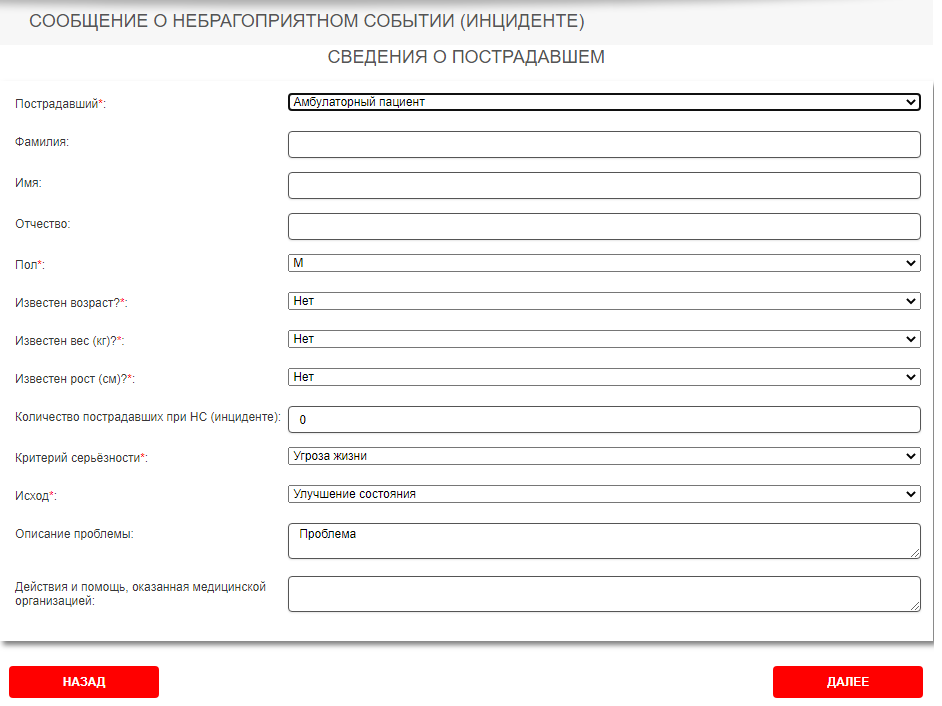 СООБЩЕНИЕ О НЕБРАГОПРИЯТНОМ СОБЫТИИ (ИНЦИДЕНТЕ)
СВЕДЕНИЯ О ПОСТРАДАВШЕМ
Пострадавший*: Амбулаторный пациент
Фамилия:
Имя:
Отчество:
Пол*: М
Известен возраст?*: Нет
Известен вес (кг)?*: Нет
Известен рост (см)?*: Нет
Количество пострадавших при НС (инциденте): 0
Критерий серьёзности*: Угроза жизни
Исход*: Улучшение состояния
Описание проблемы: Проблема
Действия и помощь, оказанная медицинской
организацией:
НАЗАД ДАЛЕЕ